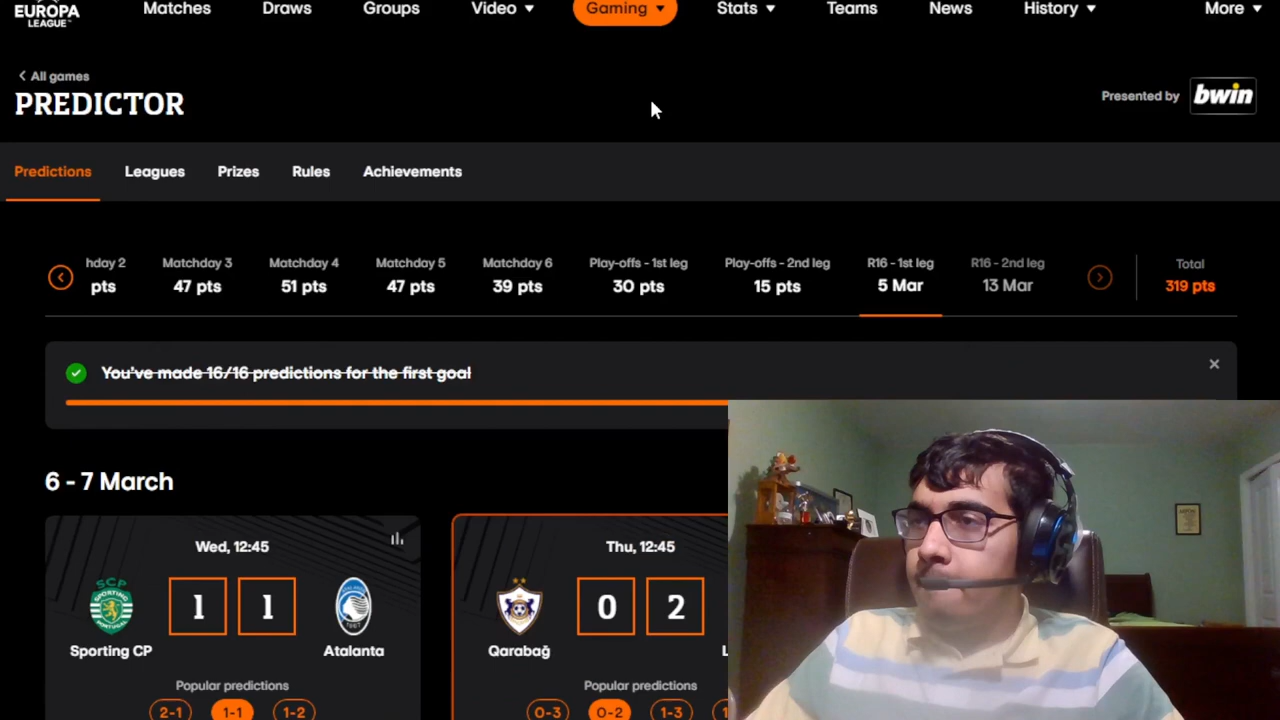 EUROPA
LEAGUE™
Matches Draws Groups Video Gaming Stats Teams News History More
All games
PREDICTOR
Presented by bwin
Predictions Leagues Prizes Rules Achievements
hday 2 Matchday 3 Matchday 4 Matchday 5 Matchday 6 Play-offs - 1st leg Play-offs - 2nd leg R16 - 1st leg R16 - 2nd leg Total
pts 47 pts 51 pts 47 pts 39 pts 30 pts 15 pts 5 Mar 13 Mar 319 pts
You've made 16/16 predictions for the first goal
6 - 7 March
Wed, 12:45
SCP
SPORTING
PORTUGAL
1 1
Sporting CP Atalanta
Popular predictions
2-1 1-1 1-2
Thu, 12:45
0 2
Qarabağ L
Popular predictions
0-3 0-2 1-3 1